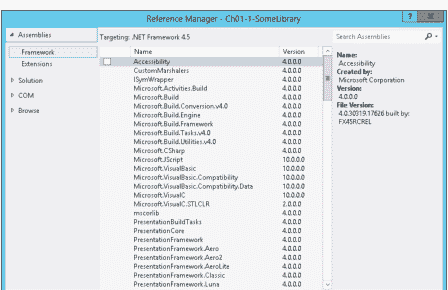 Reference Manager - Ch01-1-SomeLibrary
Assemblies
Framework
Extensions
Solution
COM
Browse
Targeting: .NET Framework 4.5
Search Assemblies
Name Version
Accessibility 4.0.0.0
CustomMarshalers 4.0.0.0
ISymWrapper 4.0.0.0
Microsoft.Activities.Build 4.0.0.0
Microsoft.Build 4.0.0.0
Microsoft.Build.Conversion.v4.0 4.0.0.0
Microsoft.Build.Engine 4.0.0.0
Microsoft.Build.Framework 4.0.0.0
Microsoft.Build.Tasks.v4.0 4.0.0.0
Microsoft.Build.Utilities.v4.0 4.0.0.0
Microsoft.CSharp 4.0.0.0
Microsoft.JScript 10.0.0.0
Microsoft.VisualBasic 10.0.0.0
Microsoft.VisualBasic.Compatibility 10.0.0.0
Microsoft.VisualBasic.Compatibility.Data 10.0.0.0
Microsoft.VisualC 10.0.0.0
Microsoft.VisualC.STLCLR 2.0.0.0
mscorlib 4.0.0.0
PresentationBuildTasks 4.0.0.0
PresentationCore 4.0.0.0
PresentationFramework 4.0.0.0
PresentationFramework.Aero 4.0.0.0
PresentationFramework.Aero2 4.0.0.0
PresentationFramework.AeroLite 4.0.0.0
PresentationFramework.Classic 4.0.0.0
PresentationFramework.Luna 4.0.0.0
Name:
Accessibility
Created by:
Microsoft Corporation
Version:
4.0.0.0
File Version:
4.0.30319.17626 built by:
FX45RCREL